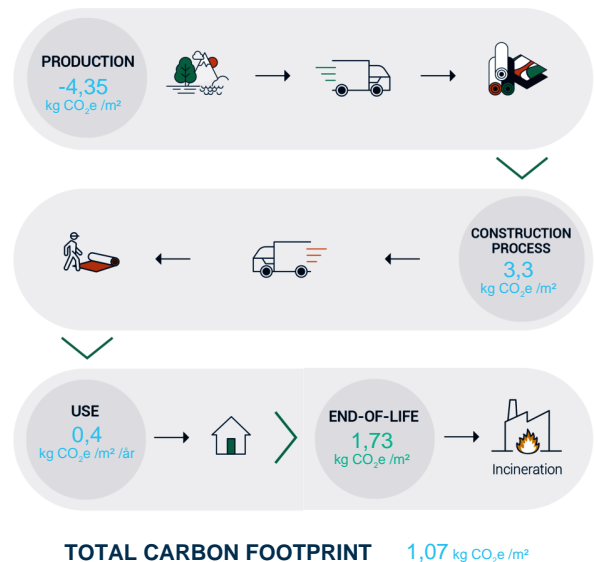 PRODUCTION
-4,35
kg CO₂e /m²
CONSTRUCTION
PROCESS
3,3
kg CO₂e /m²
USE
0,4
kg CO₂e /m² /år
END-OF-LIFE
1,73
kg CO₂e /m²
Incineration
TOTAL CARBON FOOTPRINT 1,07 kg CO₂e /m²